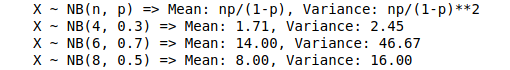 X ~ NB(n, p) => Mean: np/(1-p), Variance: np/(1-p)**2
X ~ NB(4, 0.3) => Mean: 1.71, Variance: 2.45
X ~ NB(6, 0.7) => Mean: 14.00, Variance: 46.67
X ~ NB(8, 0.5) => Mean: 8.00, Variance: 16.00